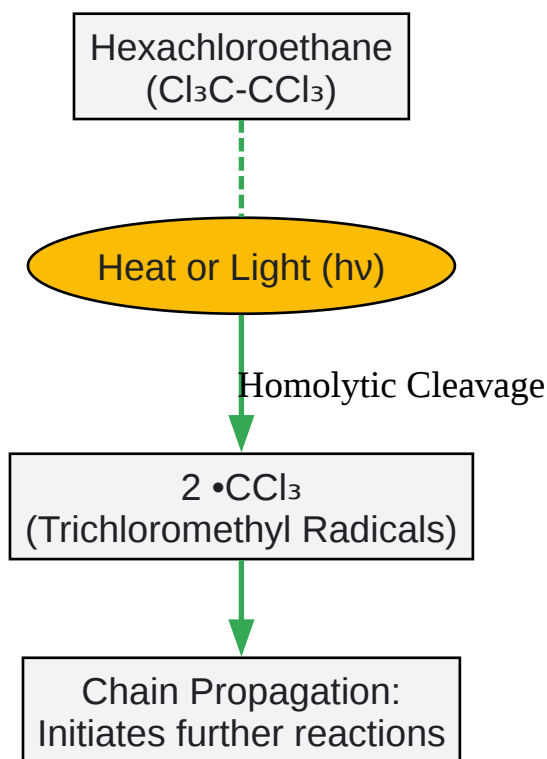 Hexachloroethane
(Cl₃C-CCl₃)
Heat or Light (hν)
Homolytic Cleavage
2 •CCl₃
(Trichloromethyl Radicals)
Chain Propagation:
Initiates further reactions